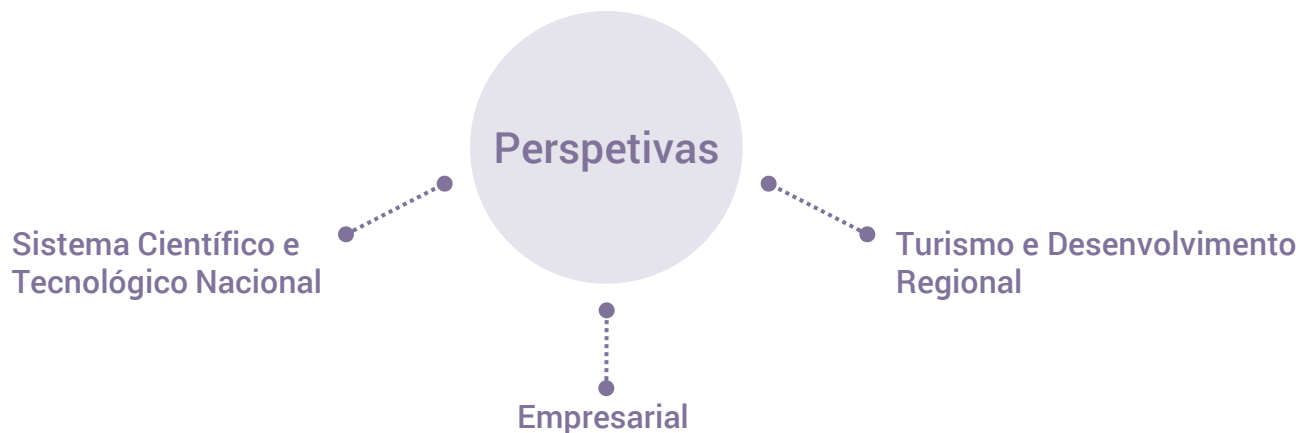 Perspetivas
Sistema Científico e
Tecnológico Nacional
Turismo e Desenvolvimento
Regional
Empresarial